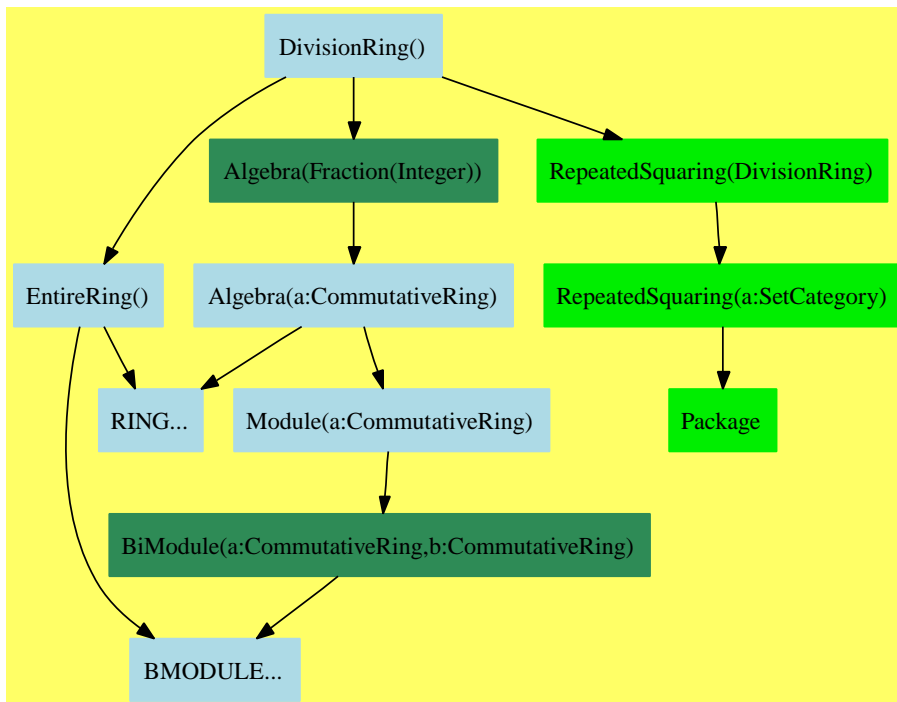 DivisionRing()
Algebra(Fraction(Integer))
RepeatedSquaring(DivisionRing)
EntireRing()
Algebra(a:CommutativeRing)
RepeatedSquaring(a:SetCategory)
RING...
Module(a:CommutativeRing)
Package
BiModule(a:CommutativeRing,b:CommutativeRing)
BMODULE...